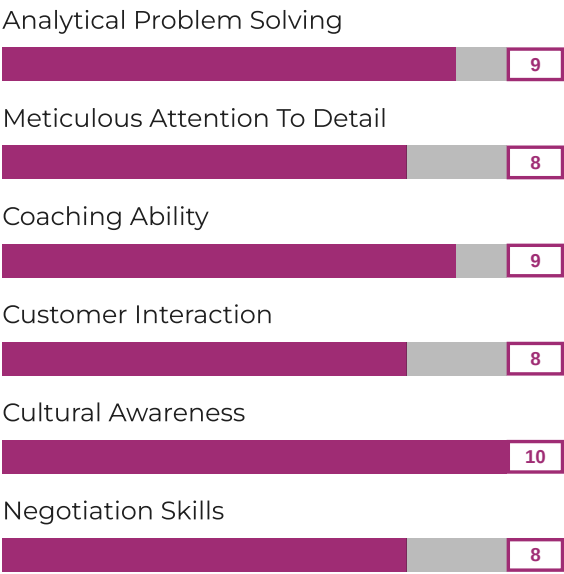 Analytical Problem Solving
9
Meticulous Attention To Detail
8
Coaching Ability
9
Customer Interaction
8
Cultural Awareness
10
Negotiation Skills
8